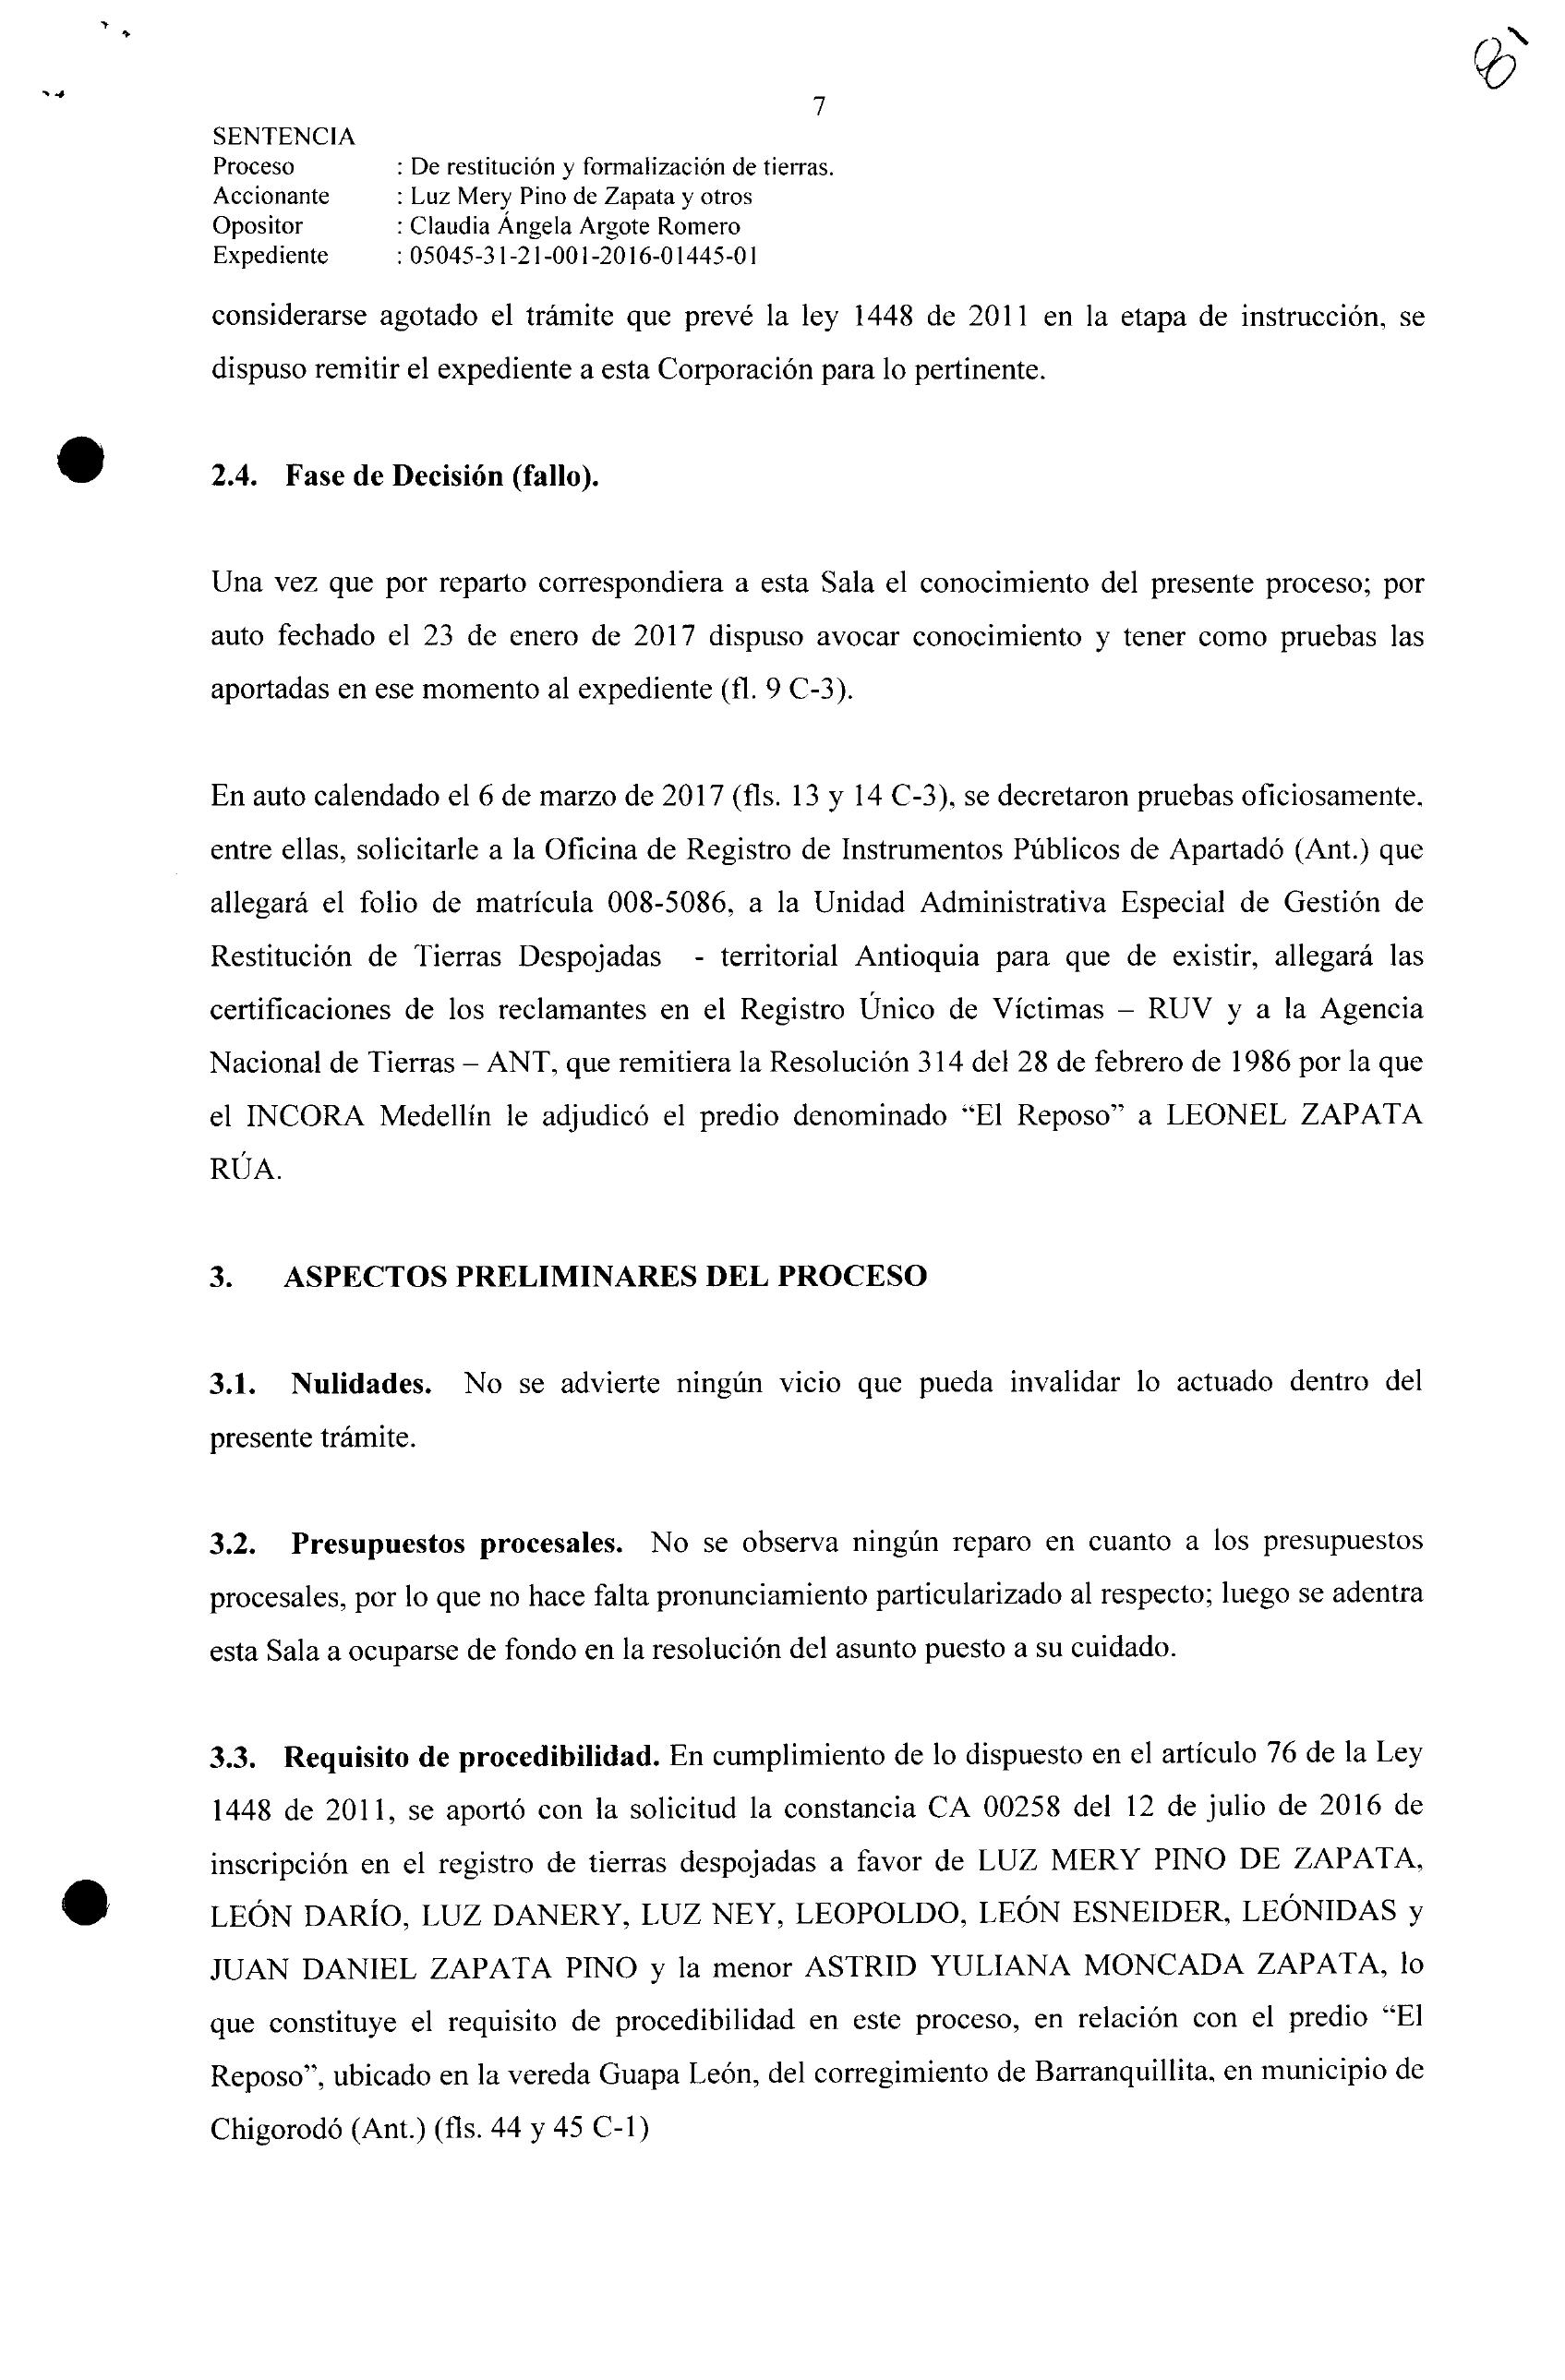 7
SENTENCIA
Proceso : De restitución y formalización de tierras.
Accionante : Luz Mery Pino de Zapata y otros
Opositor : Claudia Ángela Argote Romero
Expediente : 05045-31-21-001-2016-01445-01
considerarse agotado el trámite que prevé la ley 1448 de 2011 en la etapa de instrucción, se
dispuso remitir el expediente a esta Corporación para lo pertinente.
2.4. Fase de Decisión (fallo).
Una vez que por reparto correspondiera a esta Sala el conocimiento del presente proceso; por
auto fechado el 23 de enero de 2017 dispuso avocar conocimiento y tener como pruebas las
aportadas en ese momento al expediente (fl. 9 C-3).
En auto calendado el 6 de marzo de 2017 (fls. 13 y 14 C-3), se decretaron pruebas oficiosamente,
entre ellas, solicitarle a la Oficina de Registro de Instrumentos Públicos de Apartadó (Ant.) que
allegará el folio de matrícula 008-5086, a la Unidad Administrativa Especial de Gestión de
Restitución de Tierras Despojadas - territorial Antioquia para que de existir, allegará las
certificaciones de los reclamantes en el Registro Único de Víctimas – RUV y a la Agencia
Nacional de Tierras – ANT, que remitiera la Resolución 314 del 28 de febrero de 1986 por la que
el INCORA Medellín le adjudicó el predio denominado “El Reposo” a LEONEL ZAPATA
RÚA.
3. ASPECTOS PRELIMINARES DEL PROCESO
3.1. Nulidades. No se advierte ningún vicio que pueda invalidar lo actuado dentro del
presente trámite.
3.2. Presupuestos procesales. No se observa ningún reparo en cuanto a los presupuestos
procesales, por lo que no hace falta pronunciamiento particularizado al respecto; luego se adentra
esta Sala a ocuparse de fondo en la resolución del asunto puesto a su cuidado.
3.3. Requisito de procedibilidad. En cumplimiento de lo dispuesto en el artículo 76 de la Ley
1448 de 2011, se aportó con la solicitud la constancia CA 00258 del 12 de julio de 2016 de
inscripción en el registro de tierras despojadas a favor de LUZ MERY PINO DE ZAPATA,
LEÓN DARÍO, LUZ DANERY, LUZ NEY, LEOPOLDO, LEÓN ESNEIDER, LEÓNIDAS y
JUAN DANIEL ZAPATA PINO y la menor ASTRID YULIANA MONCADA ZAPATA, lo
que constituye el requisito de procedibilidad en este proceso, en relación con el predio “El
Reposo”, ubicado en la vereda Guapa León, del corregimiento de Barranquillita, en municipio de
Chigorodó (Ant.) (fls. 44 y 45 C-1)